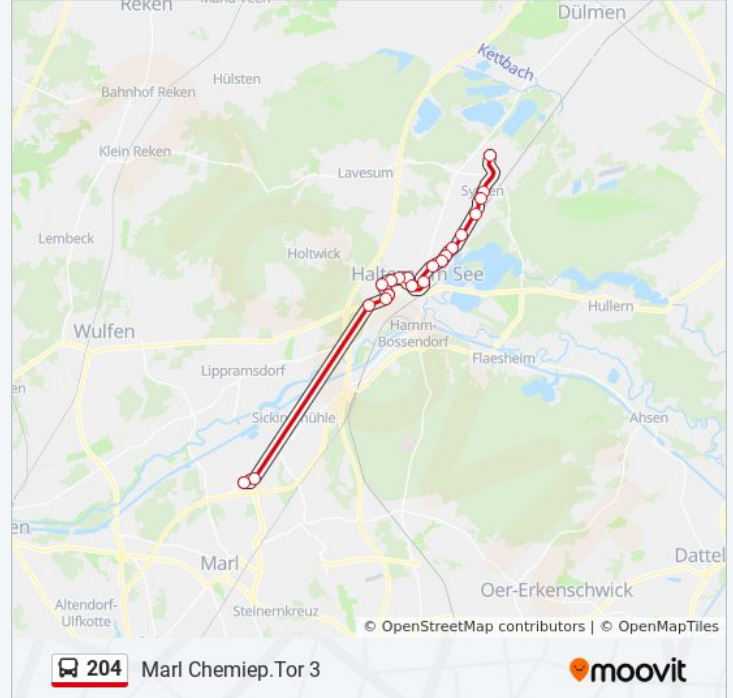 Reken
Dülmen
Kettbach
Hülsten
Bahnhof Reken
Klein Reken
Lavesum
Lembeck
Holtwick
Hullern
Wulfen
Hamm-
Bossendorf
Flaesheim
Lippramsdorf
Ahsen
Marl
Dattel
Oer-Erkenschwick
Altendorf-
Ulfkotte
Steinernkreuz
© OpenStreetMap contributors | © OpenMapTiles
204 Marl Chemiep.Tor 3
moovit